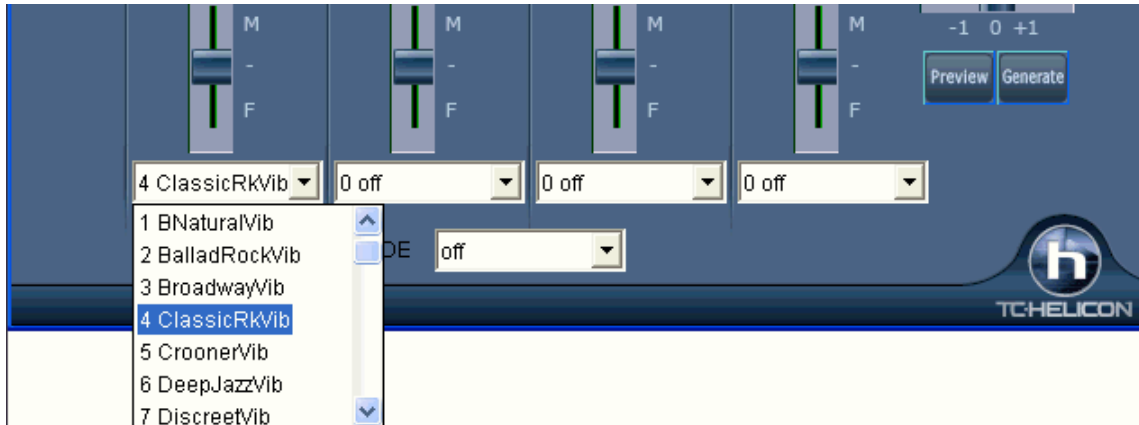 M M M M -1 0 +1
- - - -
Preview Generate
F F F F
4 ClassicRkVib 0 off 0 off 0 off
1 BNaturalVib
2 BalladRockVib DE off
3 BroadwayVib
4 ClassicRkVib
5 CroonerVib
6 DeepJazzVib
7 DiscreetVib
h
TC·HELICON